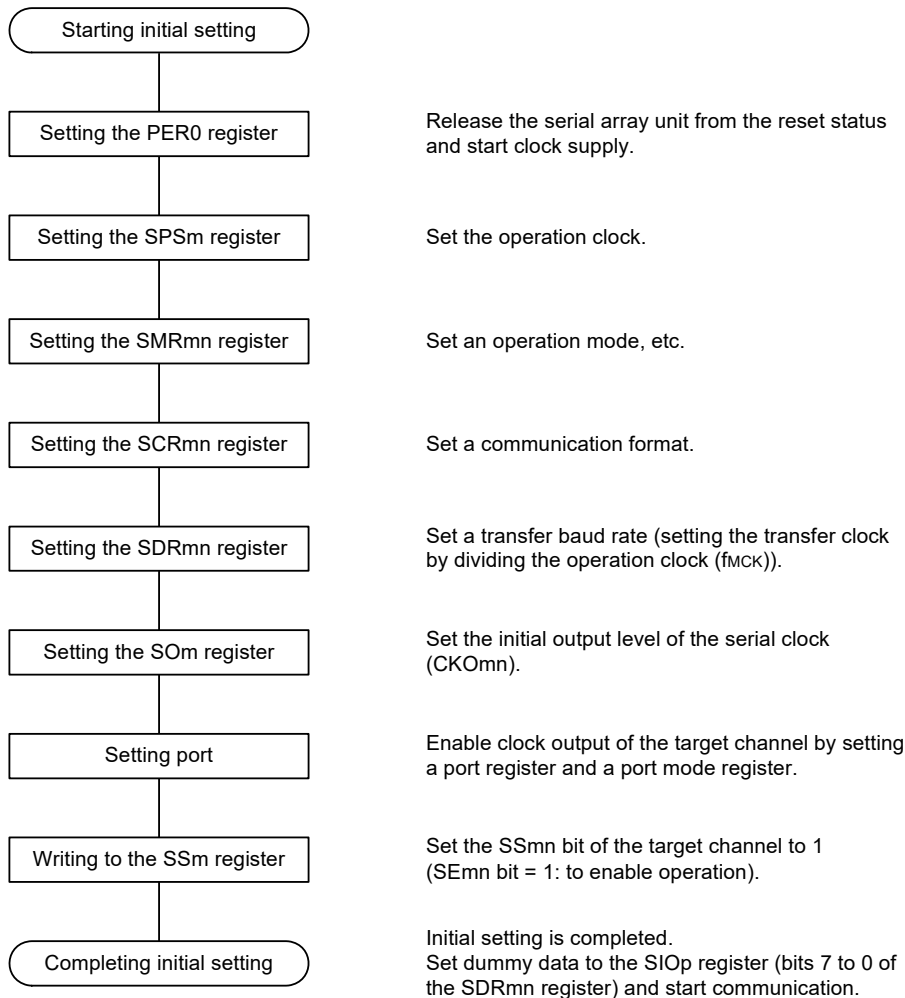 Starting initial setting
Setting the PER0 register
Release the serial array unit from the reset status
and start clock supply.
Setting the SPSm register
Set the operation clock.
Setting the SMRmn register
Set an operation mode, etc.
Setting the SCRmn register
Set a communication format.
Setting the SDRmn register
Set a transfer baud rate (setting the transfer clock
by dividing the operation clock (fMCK)).
Setting the SOm register
Set the initial output level of the serial clock
(CKOmn).
Setting port
Enable clock output of the target channel by setting
a port register and a port mode register.
Writing to the SSm register
Set the SSmn bit of the target channel to 1
(SEmn bit = 1: to enable operation).
Completing initial setting
Initial setting is completed.
Set dummy data to the SIOp register (bits 7 to 0 of
the SDRmn register) and start communication.